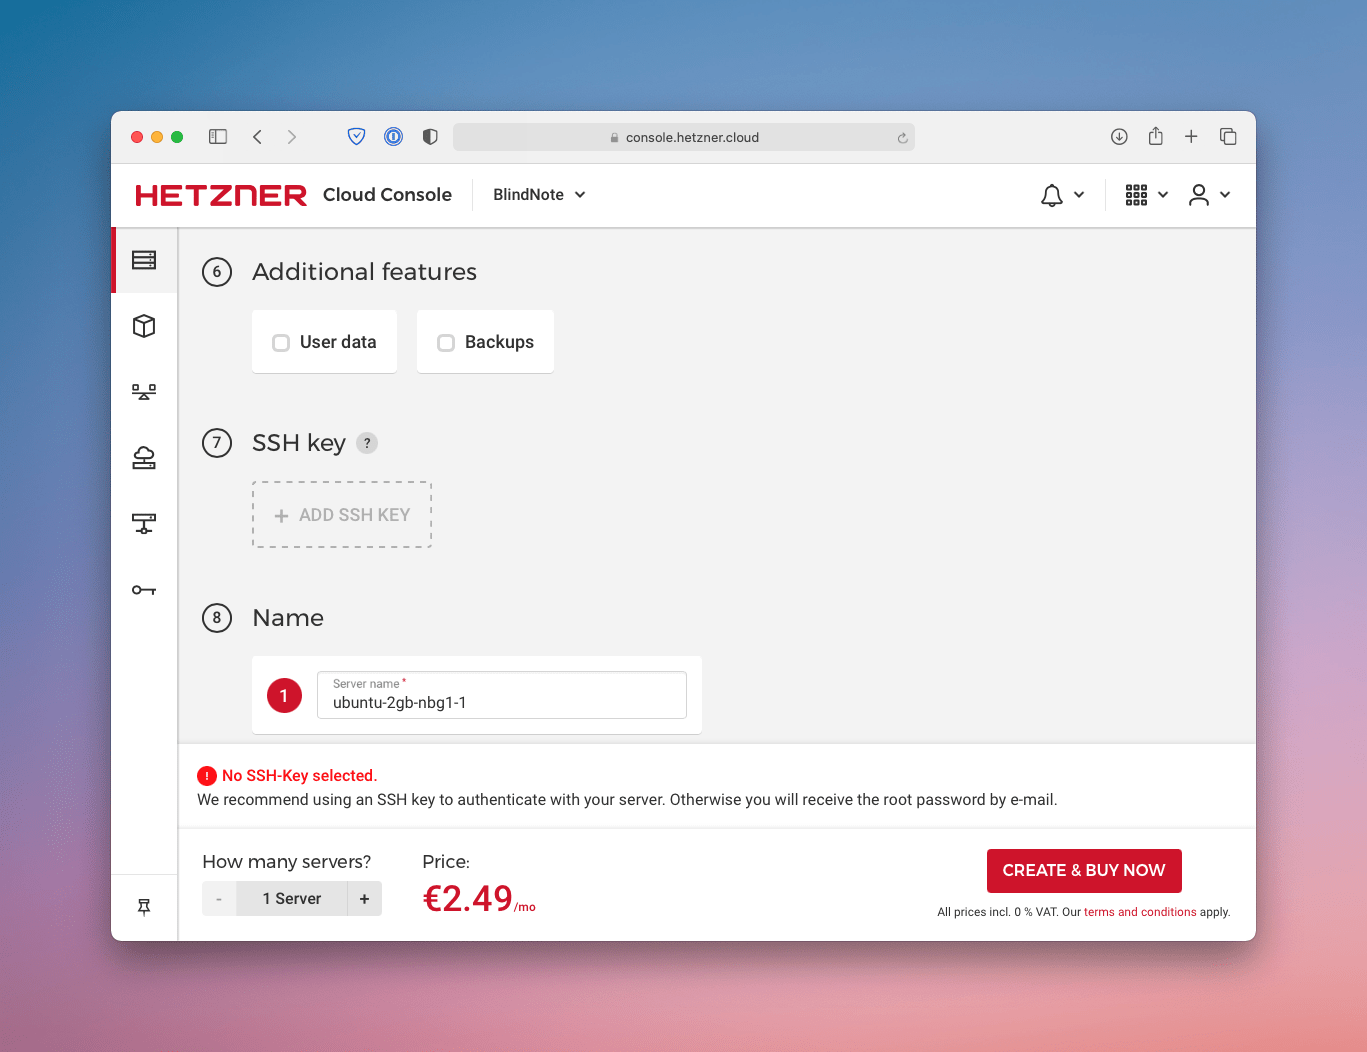 console.hetzner.cloud
HETZNER Cloud Console BlindNote
6 Additional features
User data Backups
7 SSH key ?
+ ADD SSH KEY
8 Name
1 Server name *
ubuntu-2gb-nbg1-1
! No SSH-Key selected.
We recommend using an SSH key to authenticate with your server. Otherwise you will receive the root password by e-mail.
How many servers? Price:
- 1 Server + €2.49/mo
CREATE & BUY NOW
All prices incl. 0 % VAT. Our terms and conditions apply.